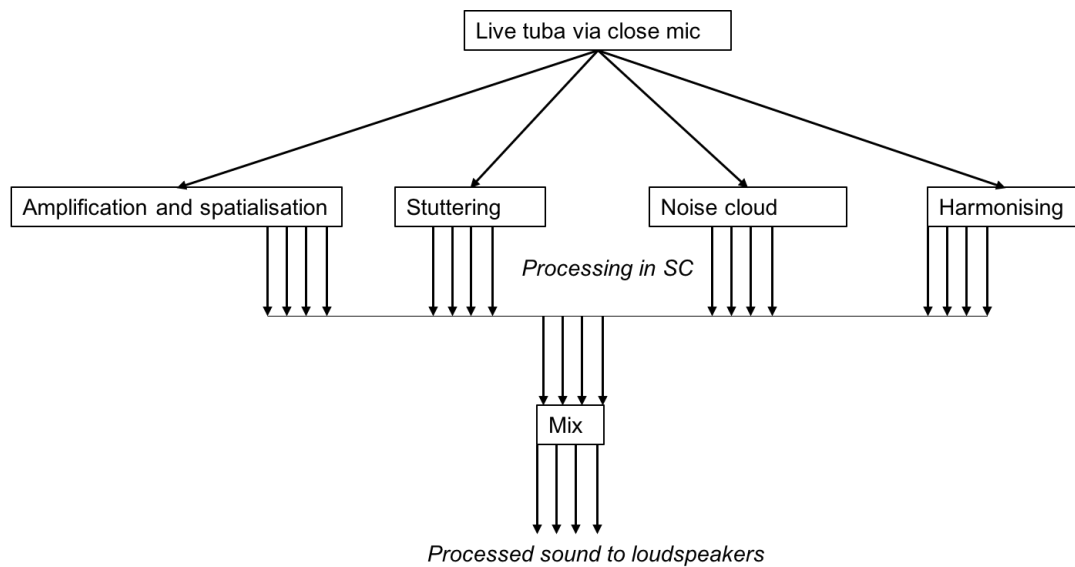 Live tuba via close mic
Amplification and spatialisation
Stuttering
Noise cloud
Harmonising
Processing in SC
Mix
Processed sound to loudspeakers